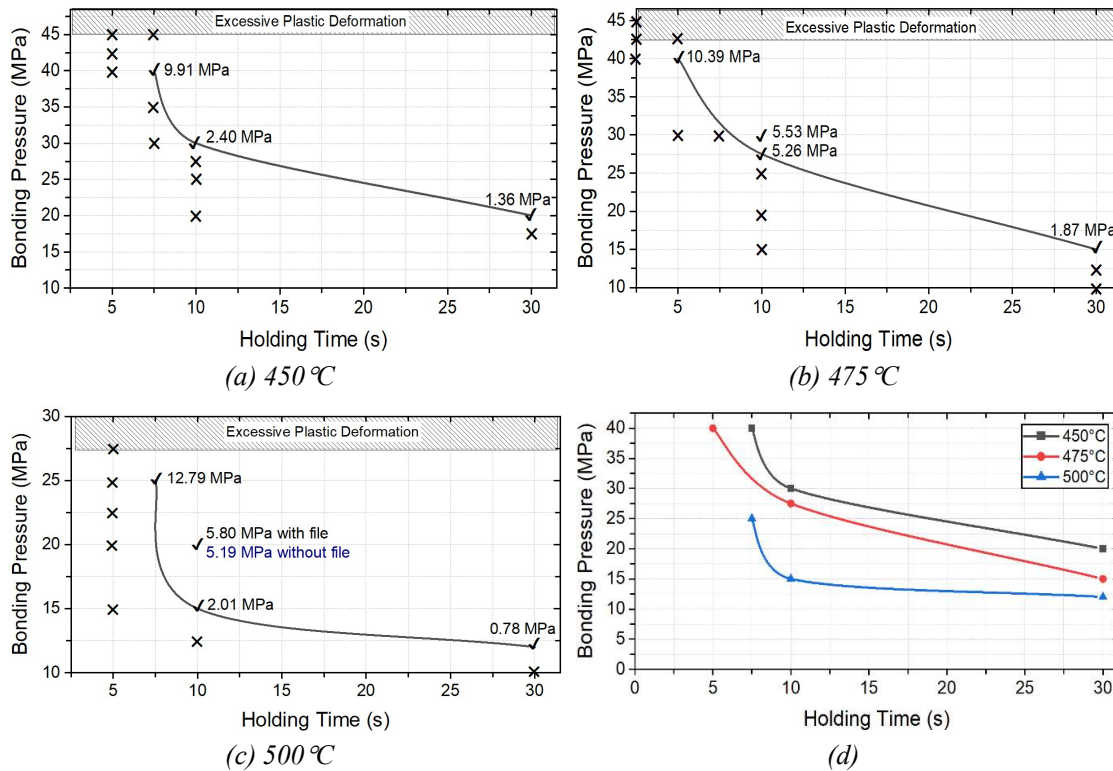 Excessive Plastic Deformation
45
40
35
30
25
20
15
Bonding Pressure (MPa)
9.91 MPa
2.40 MPa
1.36 MPa
5 10 15 20 25 30
Holding Time (s)
(a) 450℃
Excessive Plastic Deformation
45
40
35
30
25
20
15
10
Bonding Pressure (MPa)
10.39 MPa
5.53 MPa
5.26 MPa
1.87 MPa
5 10 15 20 25 30
Holding Time (s)
(b) 475℃
Excessive Plastic Deformation
30
25
20
15
10
Bonding Pressure (MPa)
12.79 MPa
5.80 MPa with file
5.19 MPa without file
2.01 MPa
0.78 MPa
5 10 15 20 25 30
Holding Time (s)
(c) 500℃
40
35
30
25
20
15
10
5
0
Bonding Pressure (MPa)
450°C
475°C
500°C
0 5 10 15 20 25 30
Holding Time (s)
(d)